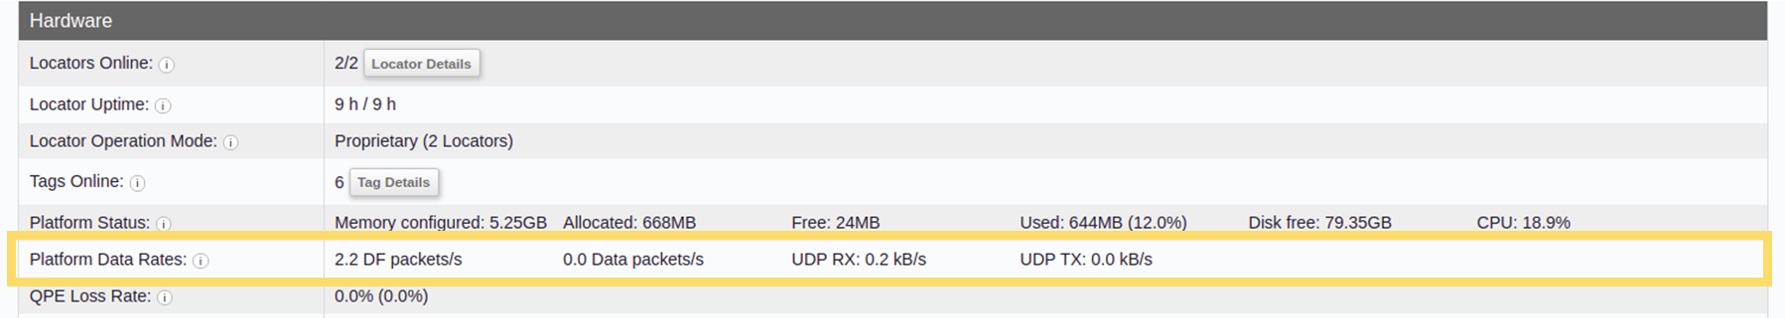 Hardware
Locators Online: i 2/2 Locator Details
Locator Uptime: i 9 h / 9 h
Locator Operation Mode: i Proprietary (2 Locators)
Tags Online: i 6 Tag Details
Platform Status: i Memory configured: 5.25GB Allocated: 668MB Free: 24MB Used: 644MB (12.0%) Disk free: 79.35GB CPU: 18.9%
Platform Data Rates: i 2.2 DF packets/s 0.0 Data packets/s UDP RX: 0.2 kB/s UDP TX: 0.0 kB/s
QPE Loss Rate: i 0.0% (0.0%)